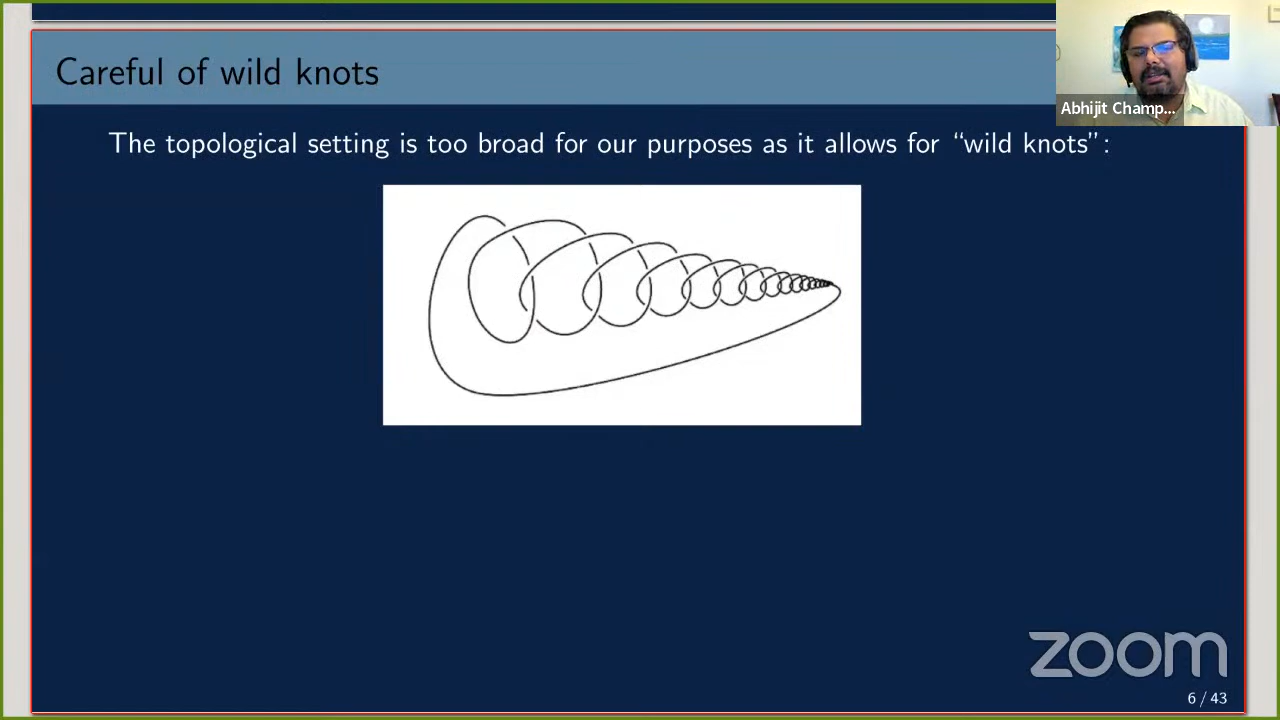 Careful of wild knots
Abhijit Champ...
The topological setting is too broad for our purposes as it allows for “wild knots”:
zoom
6 / 43